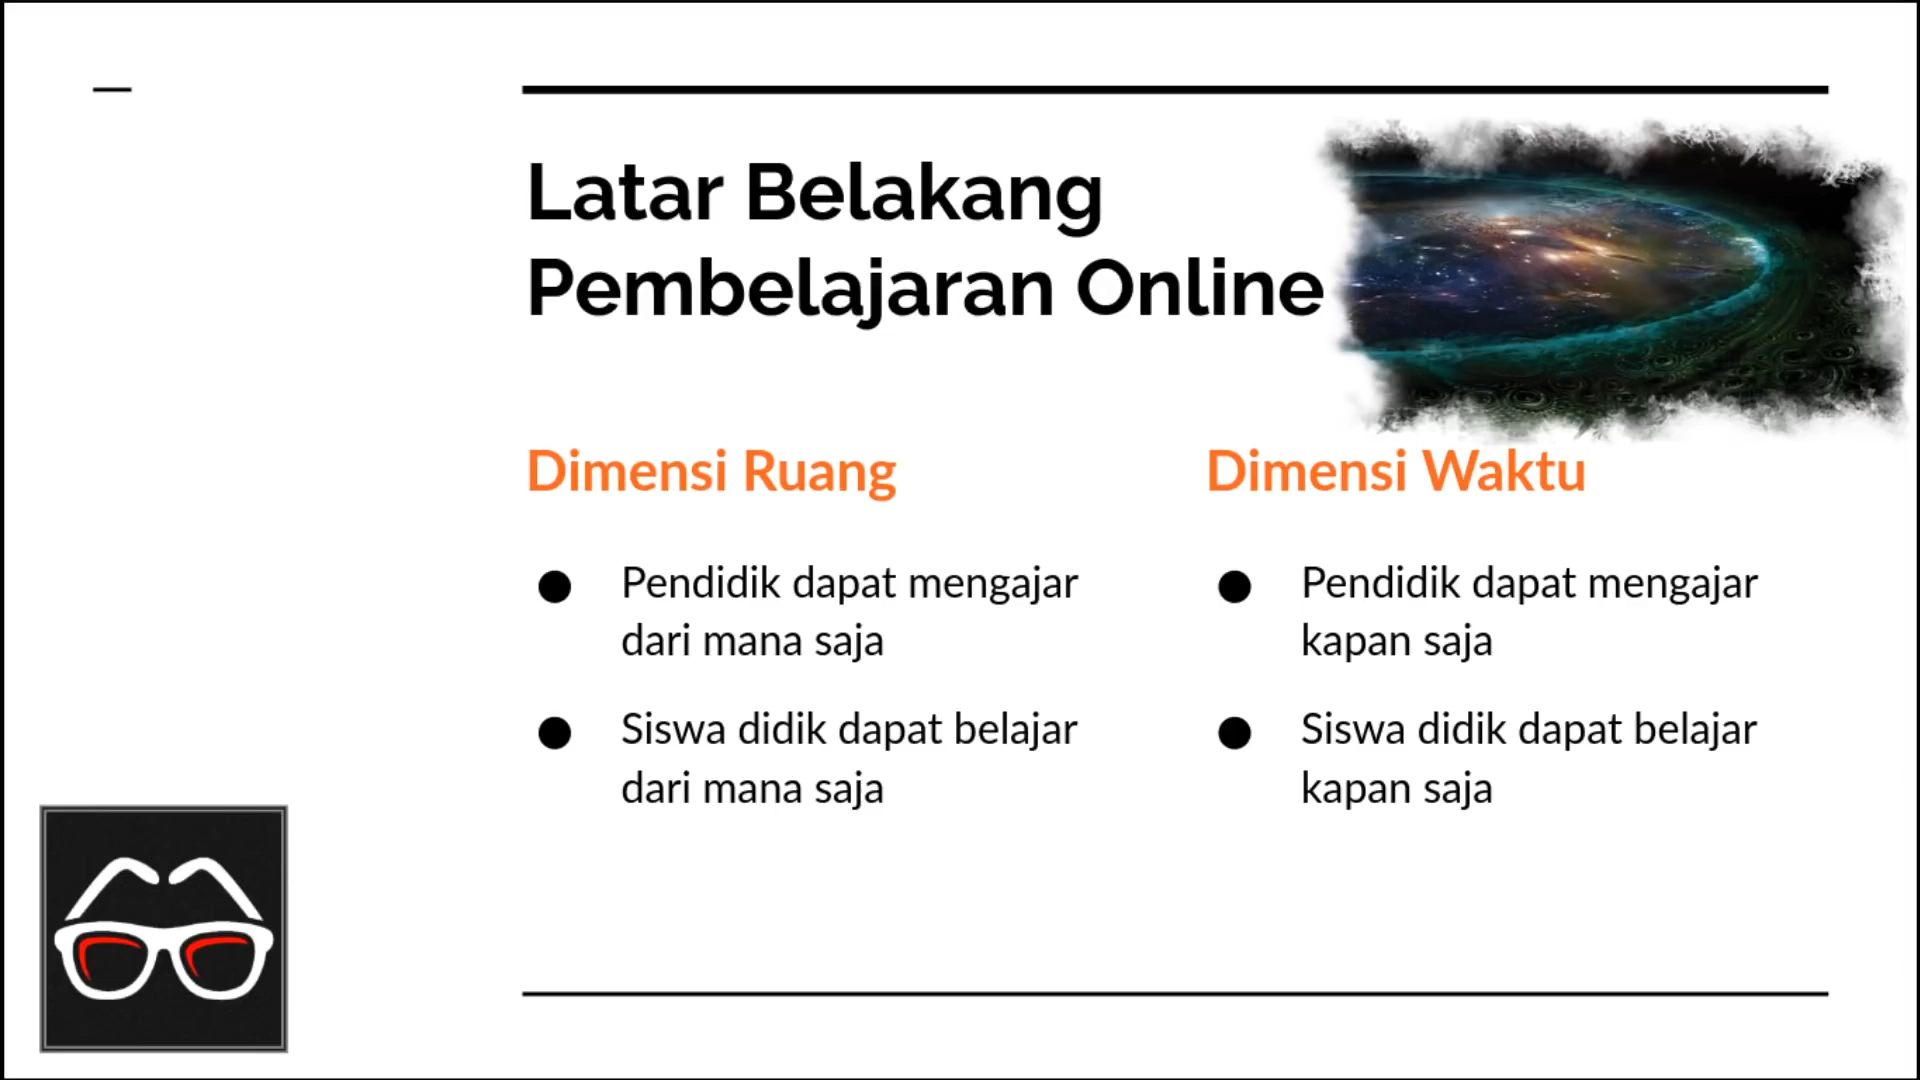 Latar Belakang
Pembelajaran Online
Dimensi Ruang
● Pendidik dapat mengajar
dari mana saja
● Siswa didik dapat belajar
dari mana saja
Dimensi Waktu
● Pendidik dapat mengajar
kapan saja
● Siswa didik dapat belajar
kapan saja